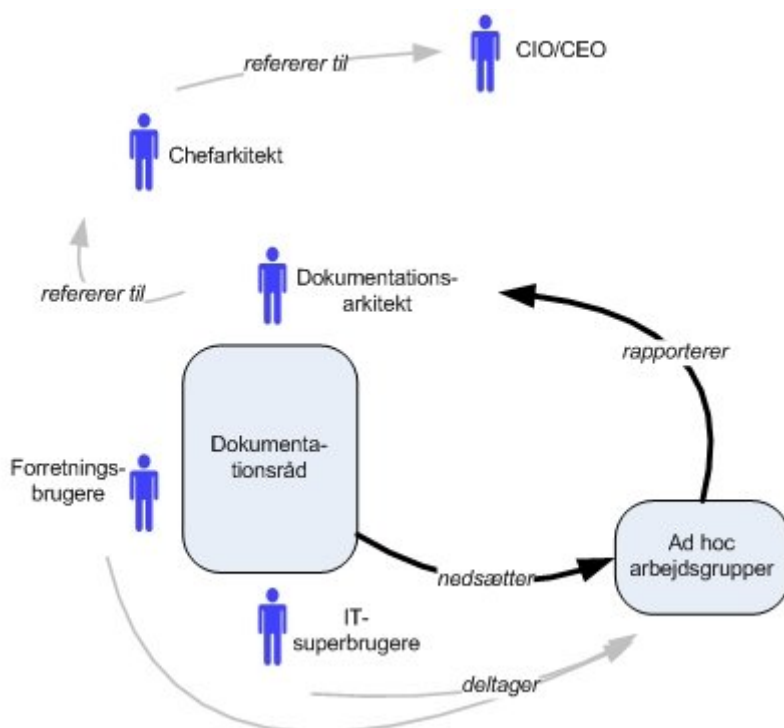 CIO/CEO
refererer til
Chefarkitekt
Dokumentations-
arkitekt
refererer til
rapporterer
Dokumenta-
tionsråd
Forretnings-
brugere
Ad hoc
arbejdsgrupper
nedsætter
IT-
superbrugere
deltager